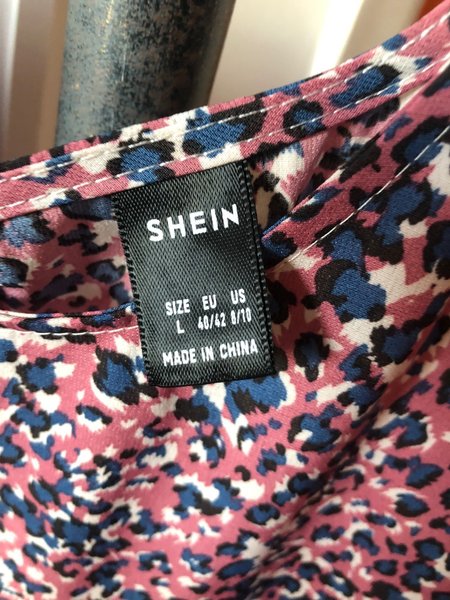 SHEIN
SIZE EU US
L 40/42 8/10
MADE IN CHINA